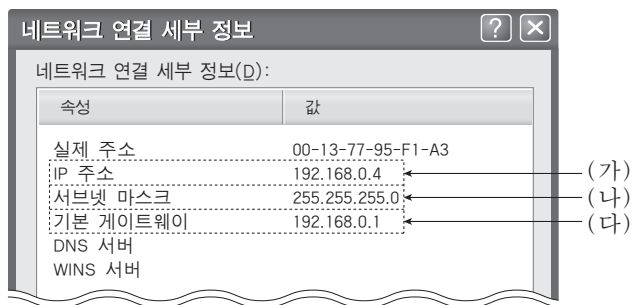 네트워크 연결 세부 정보
네트워크 연결 세부 정보(D):
속성 값
실제 주소 00-13-77-95-F1-A3
IP 주소 192.168.0.4 (가)
서브넷 마스크 255.255.255.0 (나)
기본 게이트웨이 192.168.0.1 (다)
DNS 서버
WINS 서버